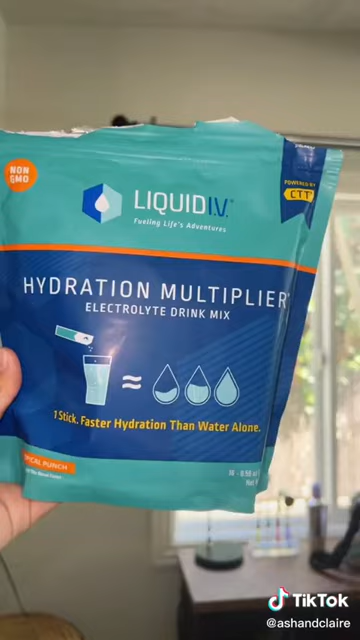 NON
GMO
LIQUID I.V.
Fueling Life's Adventures
POWERED BY
CTT
HYDRATION MULTIPLIER
ELECTROLYTE DRINK MIX
≈
1 Stick. Faster Hydration Than Water Alone.
PICAL PUNCH
TikTok
@ashandclaire